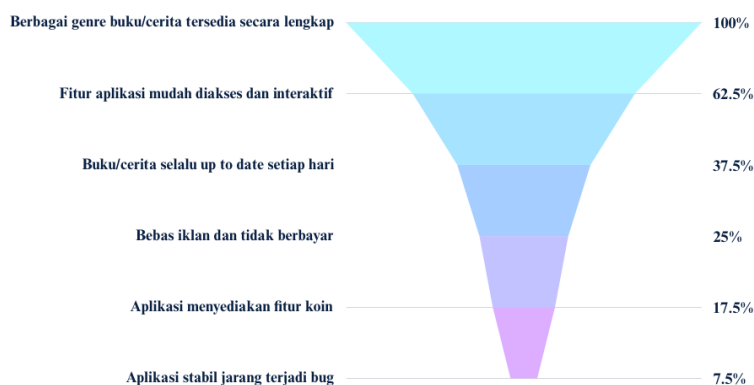 Berbagai genre buku/cerita tersedia secara lengkap 100%
Fitur aplikasi mudah diakses dan interaktif 62.5%
Buku/cerita selalu up to date setiap hari 37.5%
Bebas iklan dan tidak berbayar 25%
Aplikasi menyediakan fitur koin 17.5%
Aplikasi stabil jarang terjadi bug 7.5%